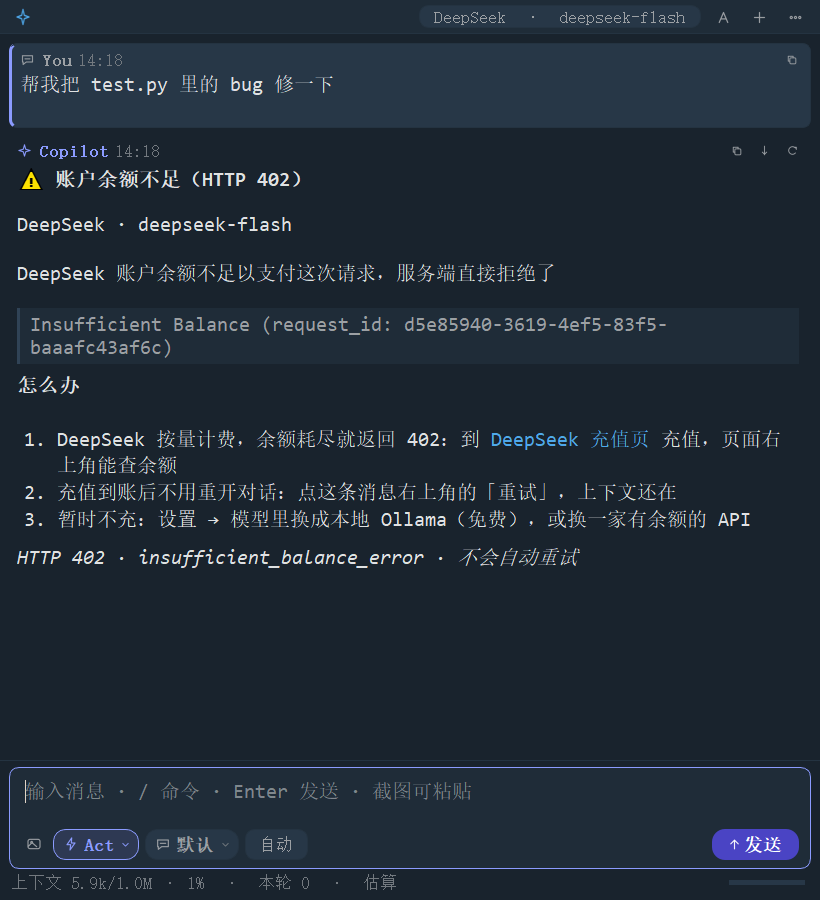 DeepSeek · deepseek-flash A
You 14:18
帮我把 test.py 里的 bug 修一下
Copilot 14:18
账户余额不足（HTTP 402）
DeepSeek · deepseek-flash
DeepSeek 账户余额不足以支付这次请求，服务端直接拒绝了
Insufficient Balance (request_id: d5e85940-3619-4ef5-83f5-
baaafc43af6c)
怎么办
1. DeepSeek 按量计费，余额耗尽就返回 402：到 DeepSeek 充值页 充值，页面右
上角能查余额
2. 充值到账后不用重开对话：点这条消息右上角的「重试」，上下文还在
3. 暂时不充：设置 → 模型里换成本地 Ollama（免费），或换一家有余额的 API
HTTP 402 · insufficient_balance_error · 不会自动重试
输入消息 · / 命令 · Enter 发送 · 截图可粘贴
Act 默认 自动 ↑ 发送
上下文 5.9k/1.0M · 1% · 本轮 0 · 估算